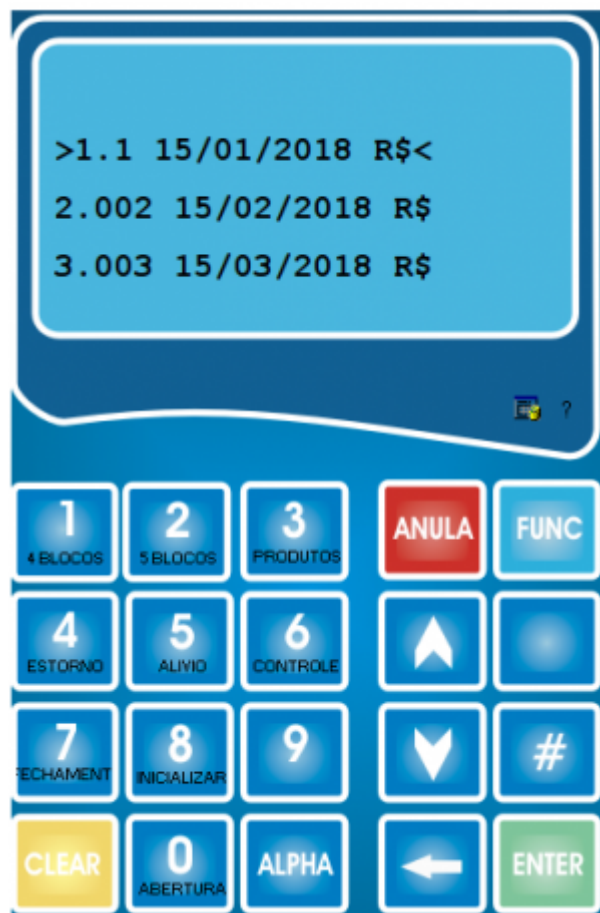 >1.1 15/01/2018 R$<
2.002 15/02/2018 R$
3.003 15/03/2018 R$
?
1 2 3 ANULA FUNC
4 BLOCOS 5 BLOCOS PRODUTOS
4 5 6
ESTORNO ALIVIO CONTROLE
7 8 9 #
FECHAMENT INICIALIZAR
CLEAR 0 ALPHA ENTER
ABERTURA